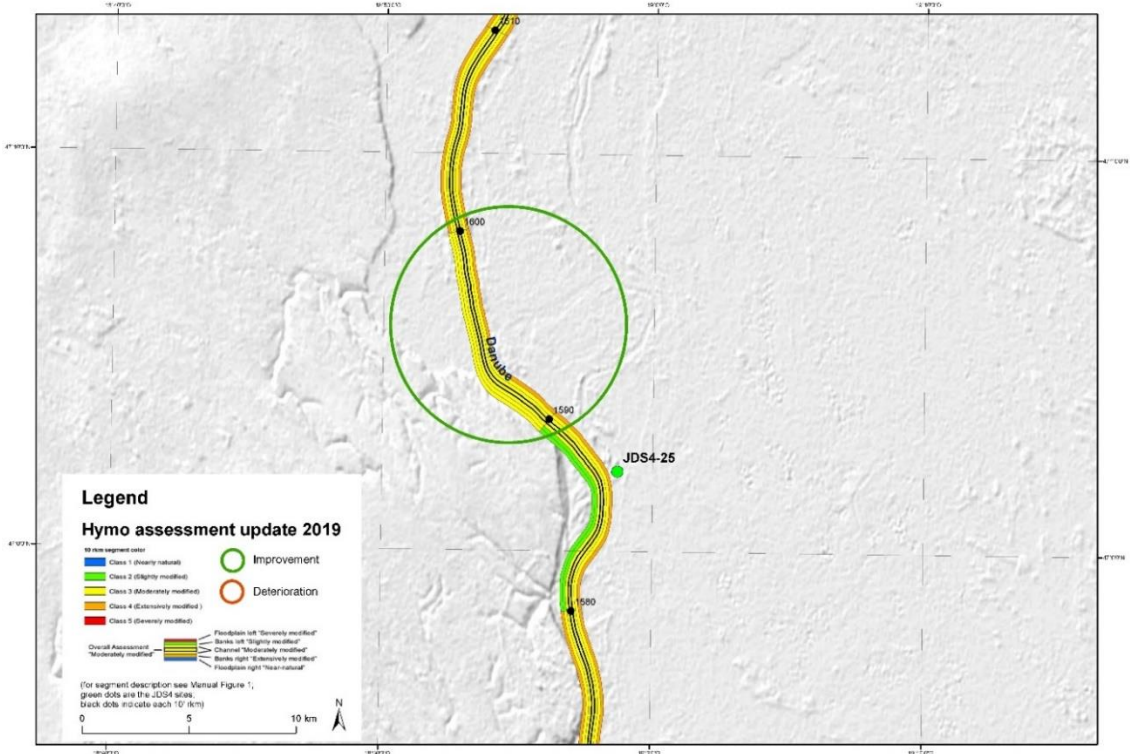 1510
1600
Danube
1590
JDS4-25
1580
Legend
Hymo assessment update 2019
10 rkm segment color
Class 1 (Nearly natural)
Class 2 (Slightly modified)
Class 3 (Moderately modified)
Class 4 (Extensively modified )
Class 5 (Severely modified)
Improvement
Deterioration
Overall Assessment
"Moderately modified"
Floodplain left "Severely modified"
Banks left "Slightly modified"
Channel "Moderately modified"
Banks right "Extensively modified"
Floodplain right "Near-natural"
(for segment description see Manual Figure 1;
green dots are the JDS4 sites;
black dots indicate each 10' rkm)
N
0 5 10 km